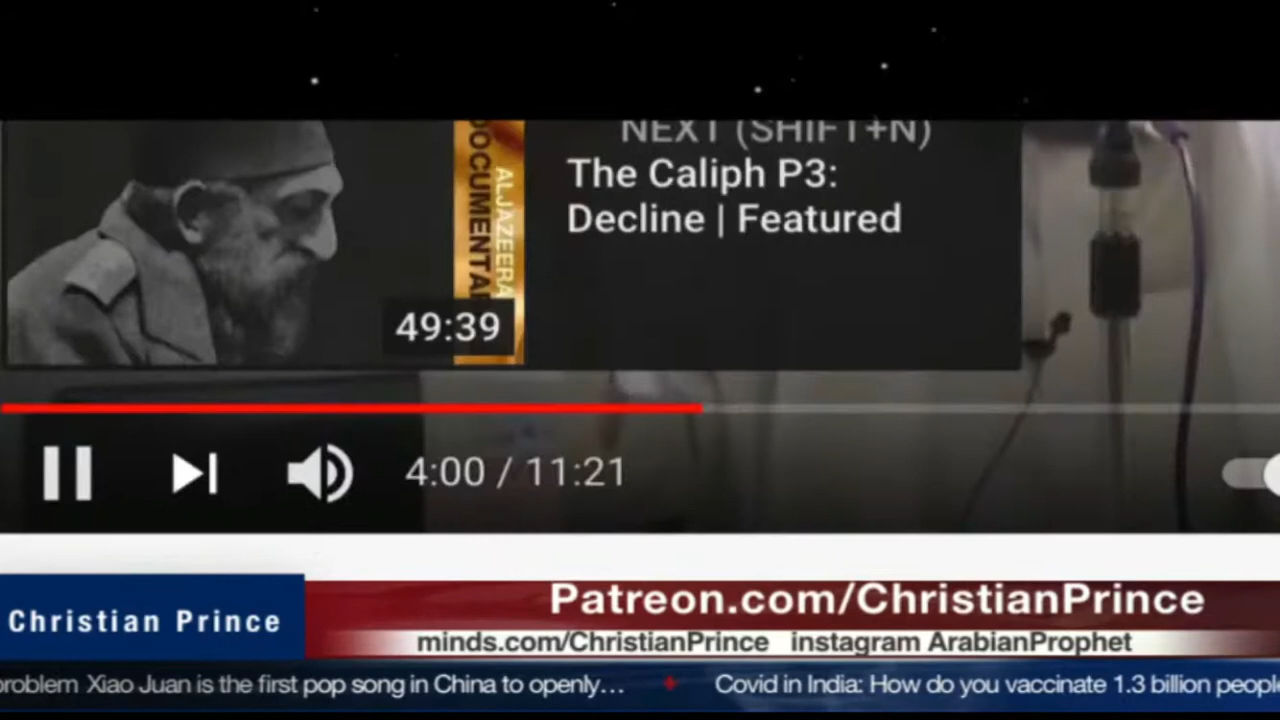 NEXT (SHIFT+N)
The Caliph P3:
Decline | Featured
ALJAZEERA
49:39
4:00 / 11:21
Patreon.com/ChristianPrince
Christian Prince
minds.com/ChristianPrince instagram ArabianProphet
problem Xiao Juan is the first pop song in China to openly... Covid in India: How do you vaccinate 1.3 billion people